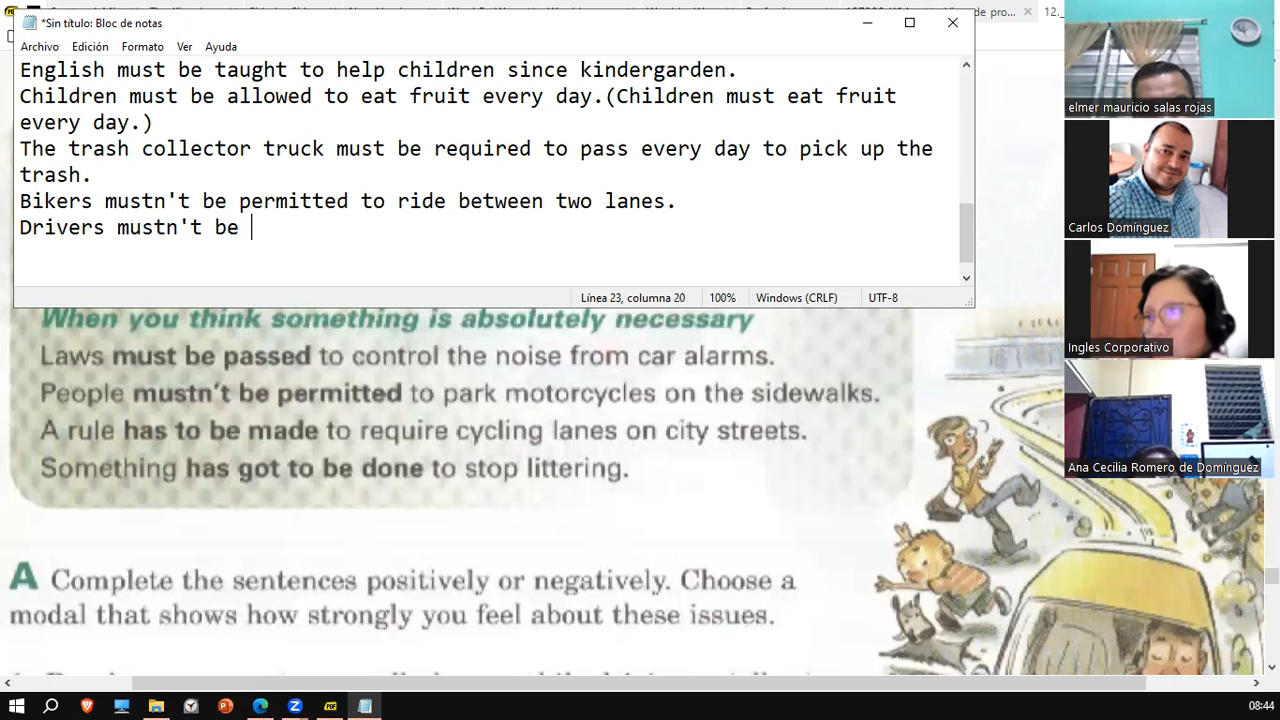 *Sin título: Bloc de notas
Archivo Edición Formato Ver Ayuda
English must be taught to help children since kindergarden.
Children must be allowed to eat fruit every day.(Children must eat fruit
every day.)
The trash collector truck must be required to pass every day to pick up the
trash.
Bikers mustn't be permitted to ride between two lanes.
Drivers mustn't be
Línea 23, columna 20 100% Windows (CRLF) UTF-8
When you think something is absolutely necessary
Laws must be passed to control the noise from car alarms.
People mustn't be permitted to park motorcycles on the sidewalks.
A rule has to be made to require cycling lanes on city streets.
Something has got to be done to stop littering.
A Complete the sentences positively or negatively. Choose a
modal that shows how strongly you feel about these issues.
elmer mauricio salas rojas
Carlos Domínguez
Ingles Corporativo
Ana Cecilia Romero de Domínguez
08:44